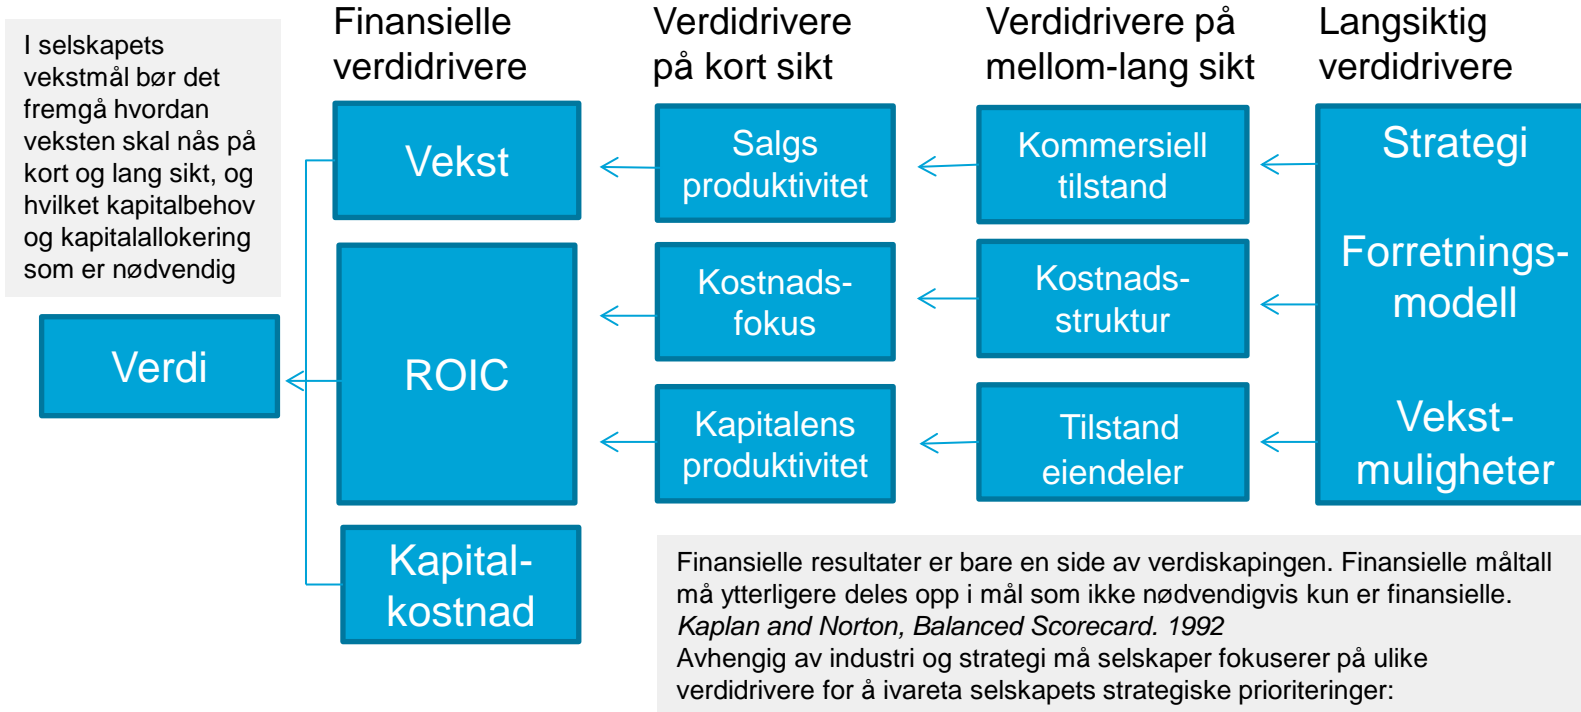 I selskapets
vekstmål bør det
fremgå hvordan
veksten skal nås på
kort og lang sikt, og
hvilket kapitalbehov
og kapitalallokering
som er nødvendig
Verdi
Finansielle
verdidrivere
Vekst
ROIC
Kapital-
kostnad
Verdidrivere
på kort sikt
Salgs
produktivitet
Kostnads-
fokus
Kapitalens
produktivitet
Verdidrivere på
mellom-lang sikt
Kommersiell
tilstand
Kostnads-
struktur
Tilstand
eiendeler
Langsiktig
verdidrivere
Strategi
Forretnings-
modell
Vekst-
muligheter
Finansielle resultater er bare en side av verdiskapingen. Finansielle måltall
må ytterligere deles opp i mål som ikke nødvendigvis kun er finansielle.
Kaplan and Norton, Balanced Scorecard. 1992
Avhengig av industri og strategi må selskaper fokuserer på ulike
verdidrivere for å ivareta selskapets strategiske prioriteringer: